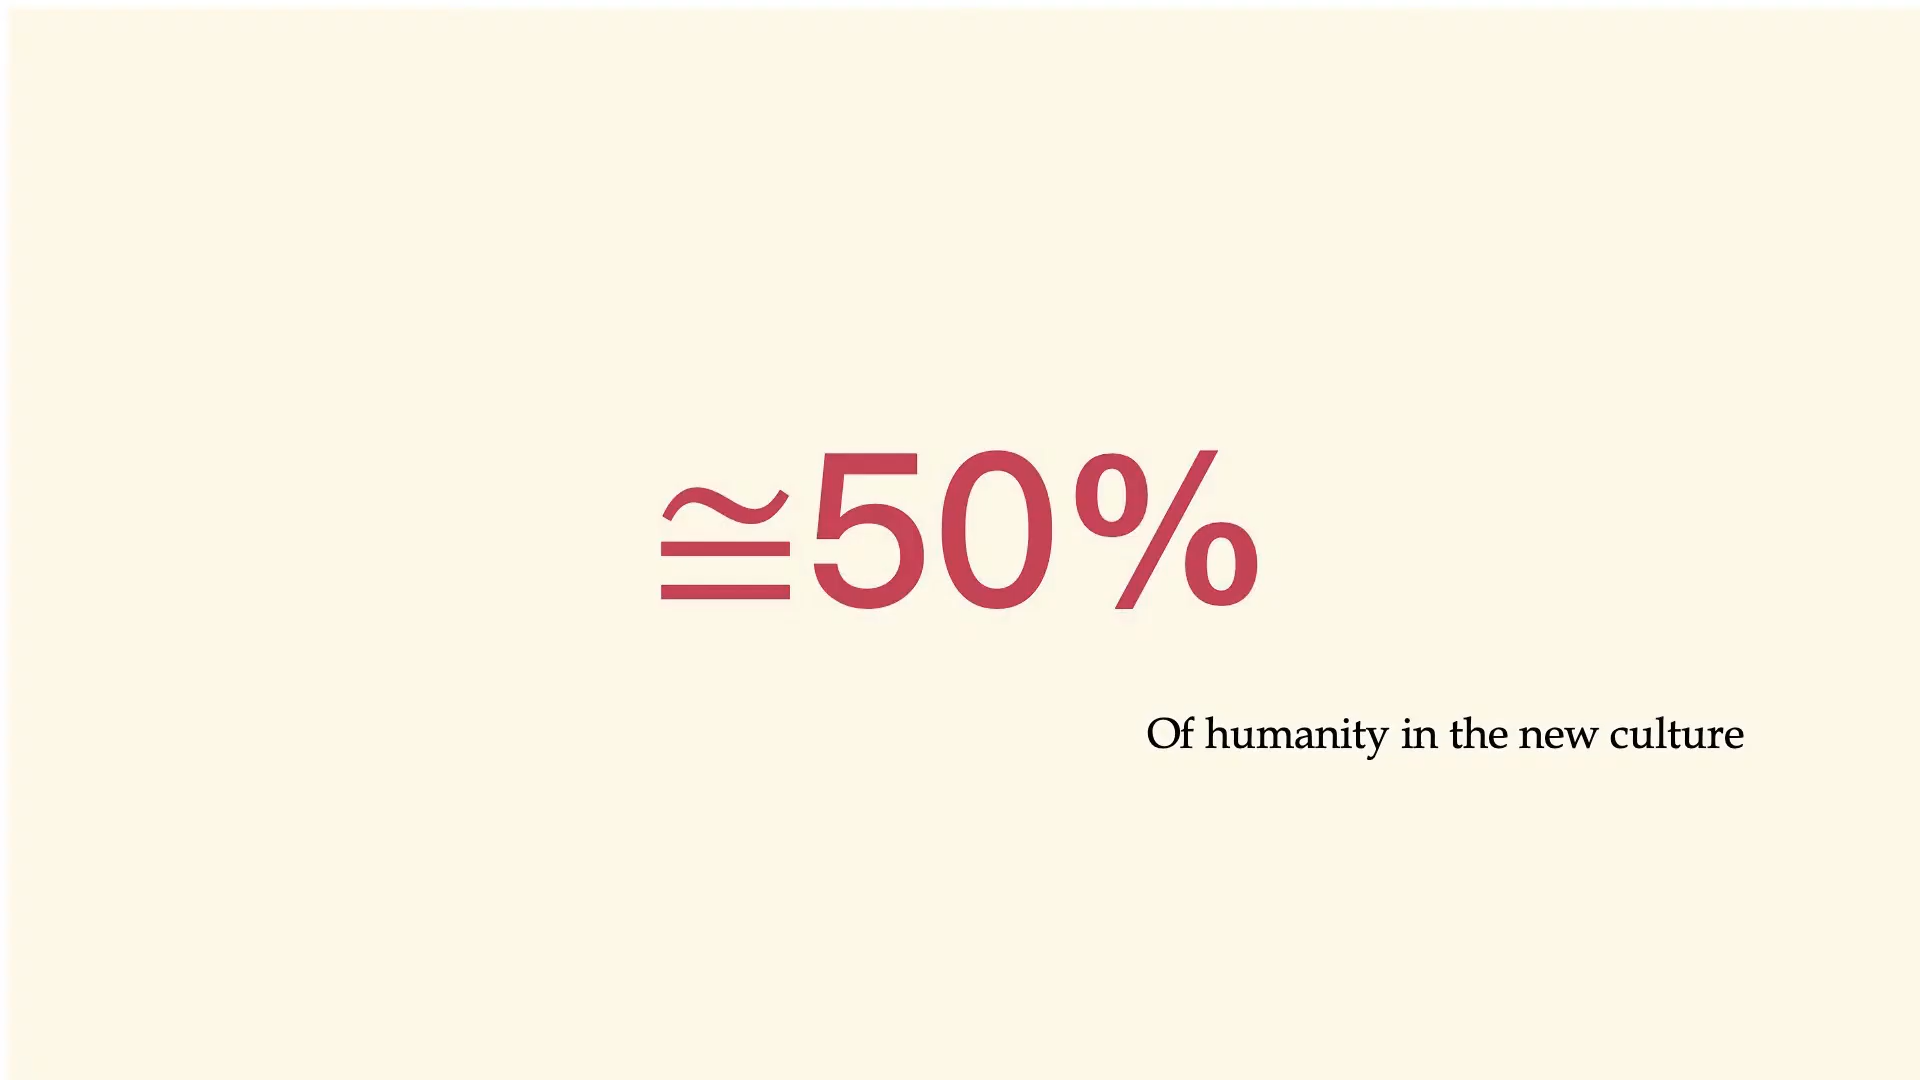 ≅50%
Of humanity in the new culture